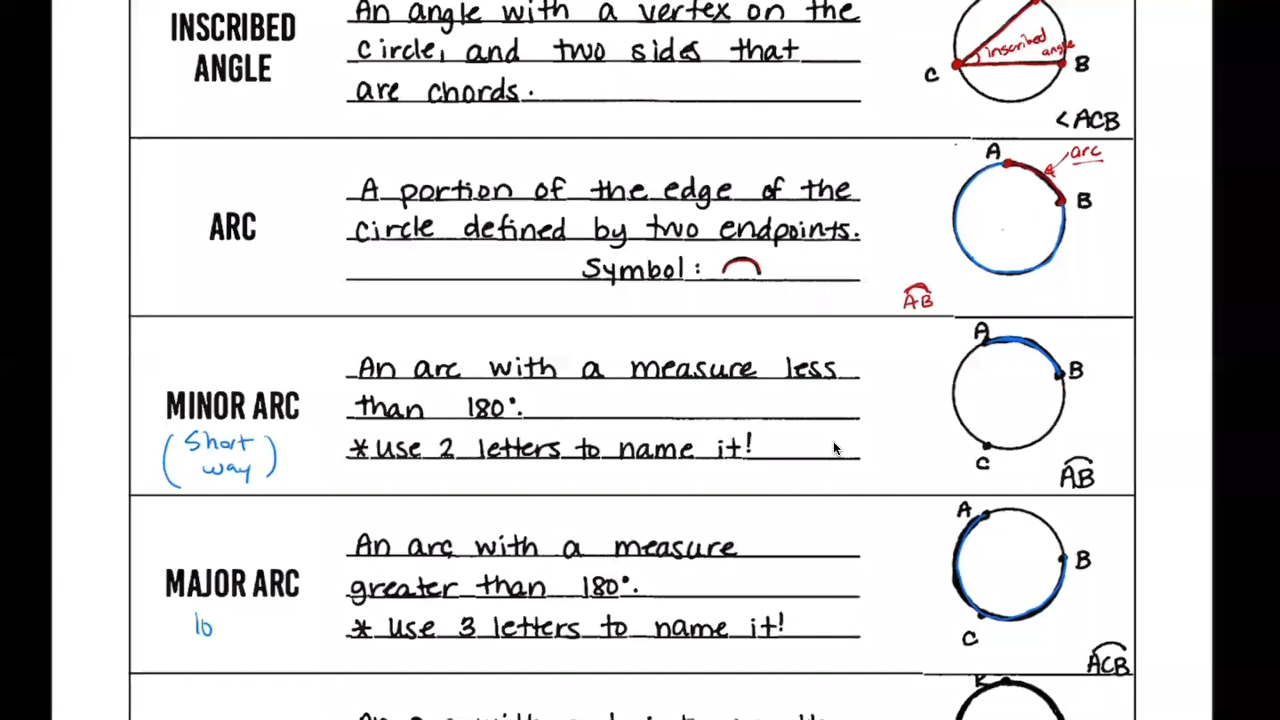 INSCRIBED
ANGLE
An angle with a vertex on the
circle, and two sides that
are chords.
inscribed
angle
C
B
<ACB
ARC
A portion of the edge of the
circle defined by two endpoints.
Symbol: ⌒
A
arc
B
AB
MINOR ARC
(Short
way)
An arc with a measure less
than 180°.
*use 2 letters to name it!
A
B
C
AB
MAJOR ARC
lo
An arc with a measure
greater than 180°.
* Use 3 letters to name it!
A
B
C
ACB